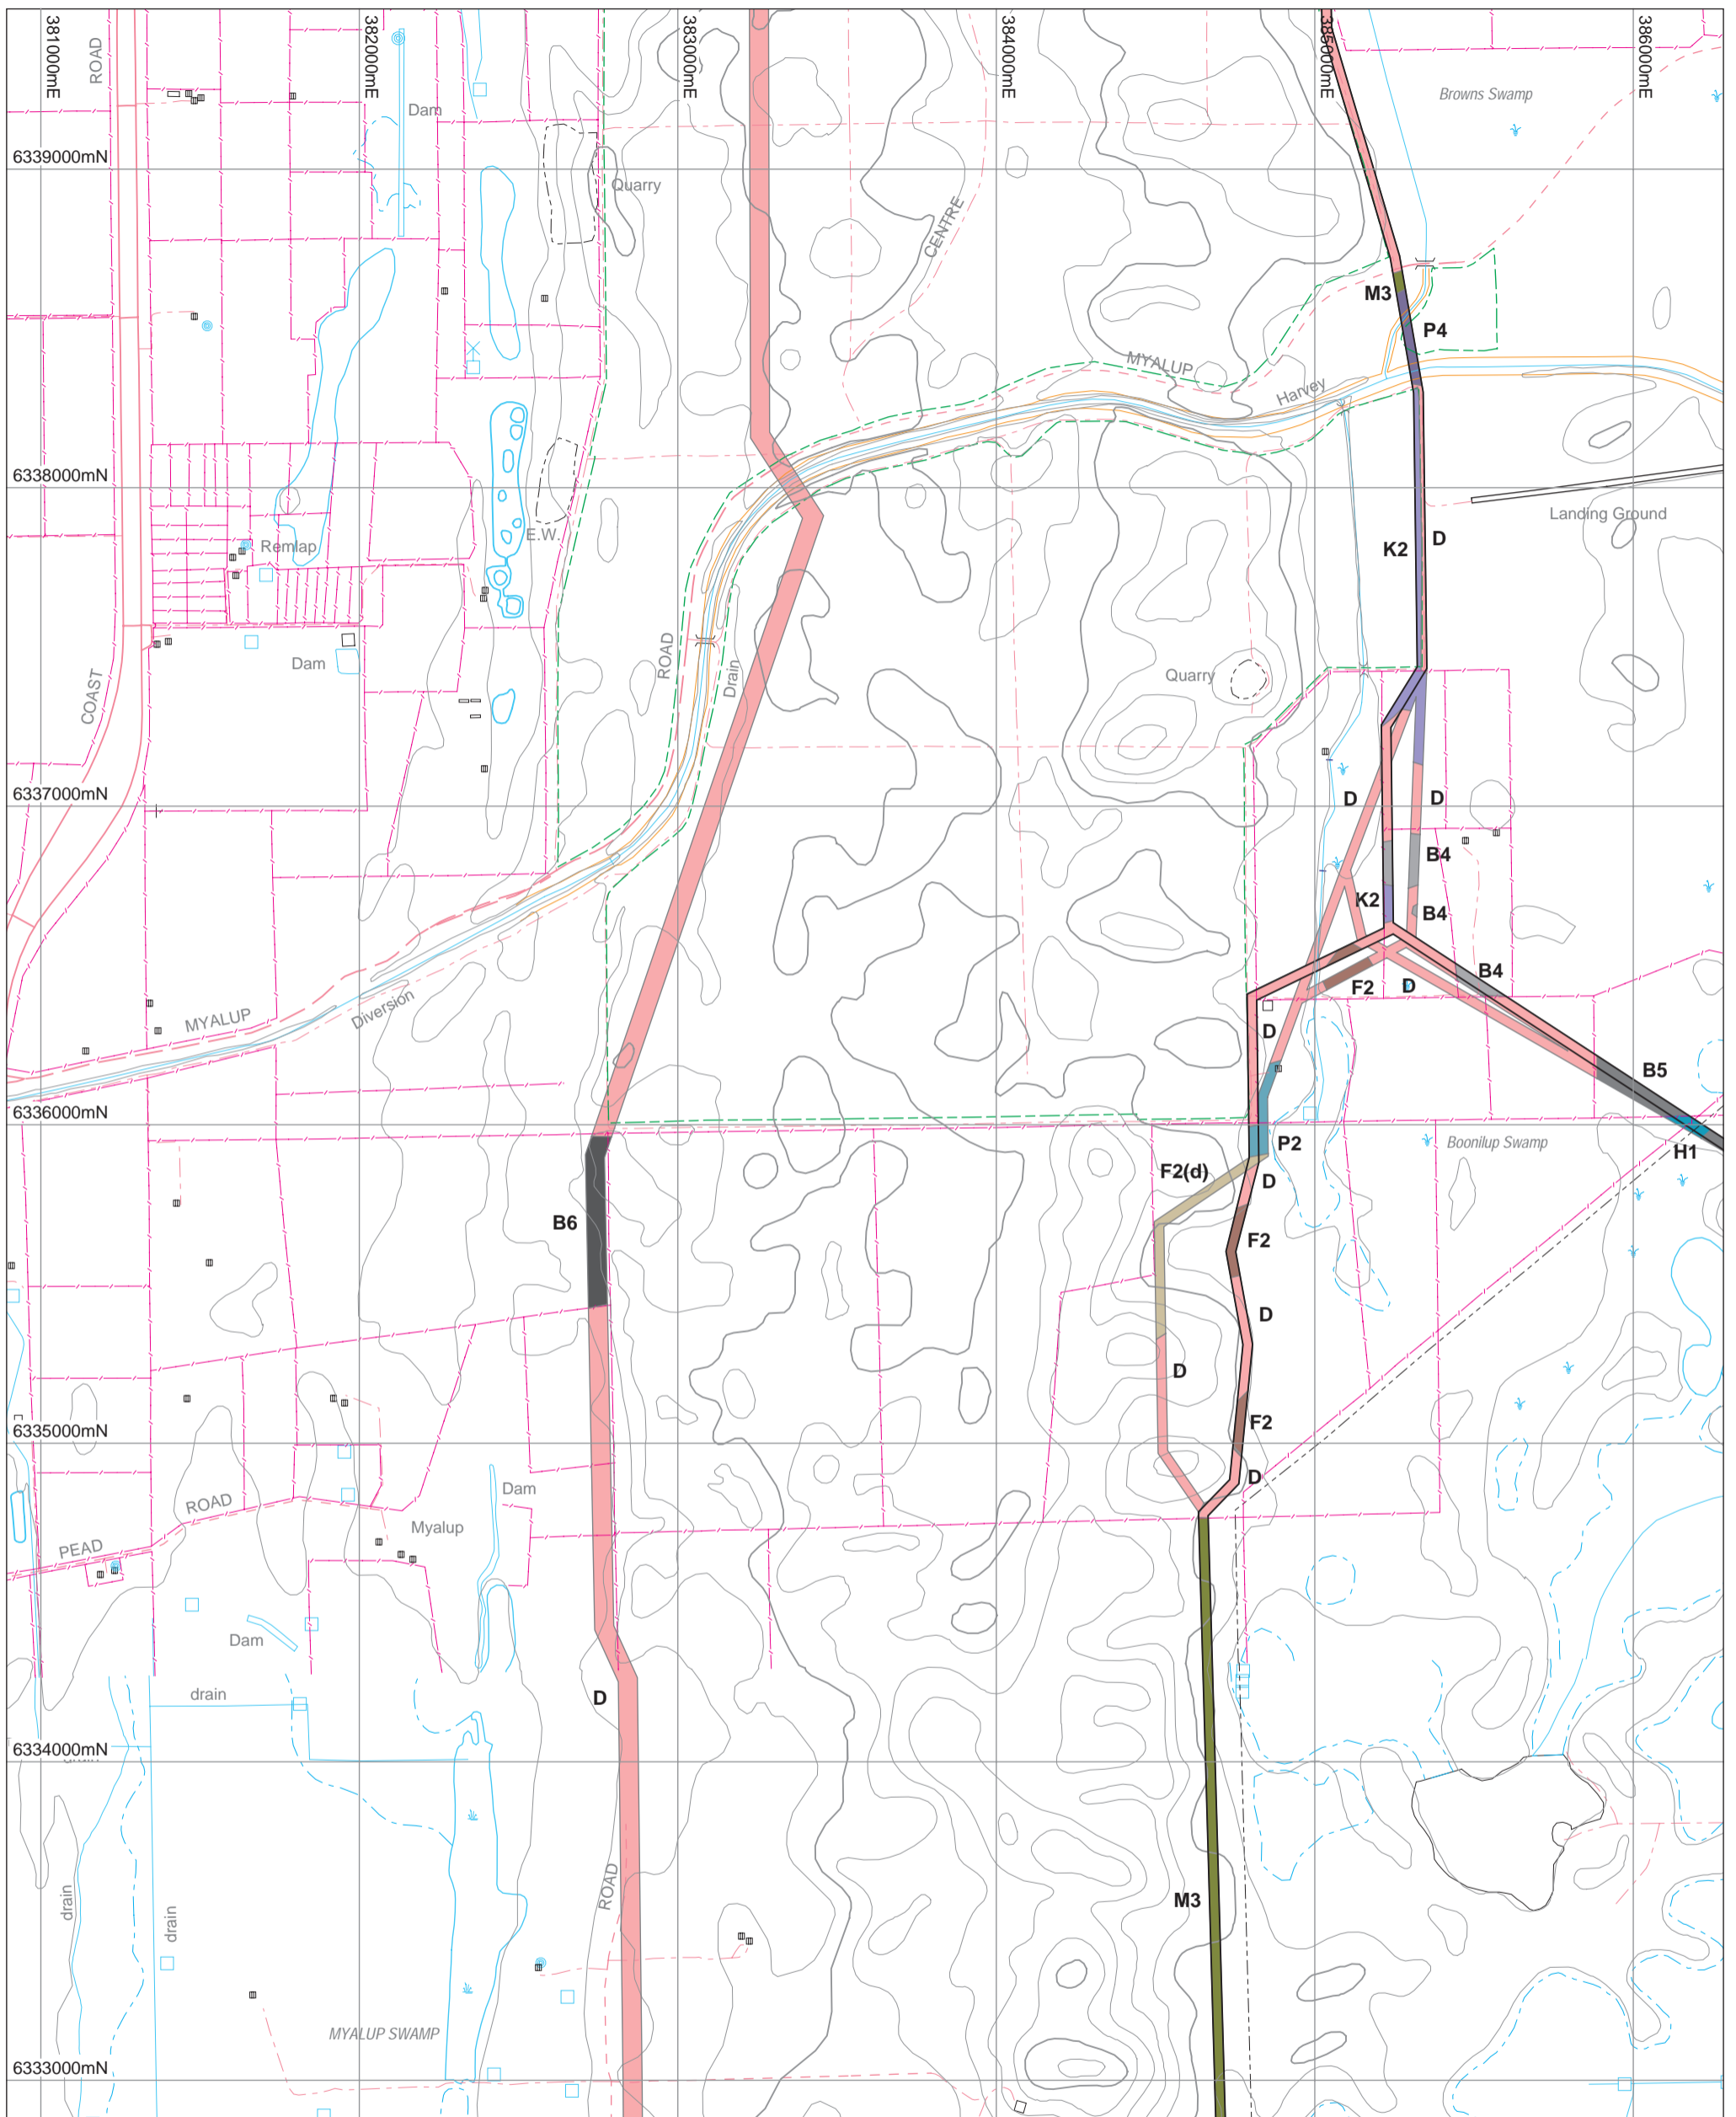 381000mE
382000mE
383000mE
384000mE
385000mE
386000mE
ROAD
Dam
Browns Swamp
6339000mN
Quarry
CENTRE
M3
P4
MYALUP
Harvey
6338000mN
Landing Ground
E.W.
D
K2
Remlap
ROAD
Dam
Drain
COAST
Quarry
6337000mN
D
D
B4
K2
B4
B4
F2
D
Diversion
MYALUP
D
B5
6336000mN
P2
Boonilup Swamp
H1
F2(d)
D
B6
F2
D
D
6335000mN
F2
D
Dam
ROAD
Myalup
PEAD
Dam
drain
D
6334000mN
drain
ROAD
M3
drain
drain
MYALUP SWAMP
6333000mN